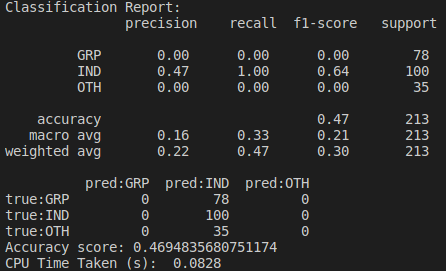 Classification Report:
              precision    recall  f1-score   support

         GRP       0.00      0.00      0.00        78
         IND       0.47      1.00      0.64       100
         OTH       0.00      0.00      0.00        35

    accuracy                           0.47       213
   macro avg       0.16      0.33      0.21       213
weighted avg       0.22      0.47      0.30       213

          pred:GRP  pred:IND  pred:OTH
true:GRP         0        78         0
true:IND         0       100         0
true:OTH         0        35         0
Accuracy score: 0.4694835680751174
CPU Time Taken (s):  0.0828